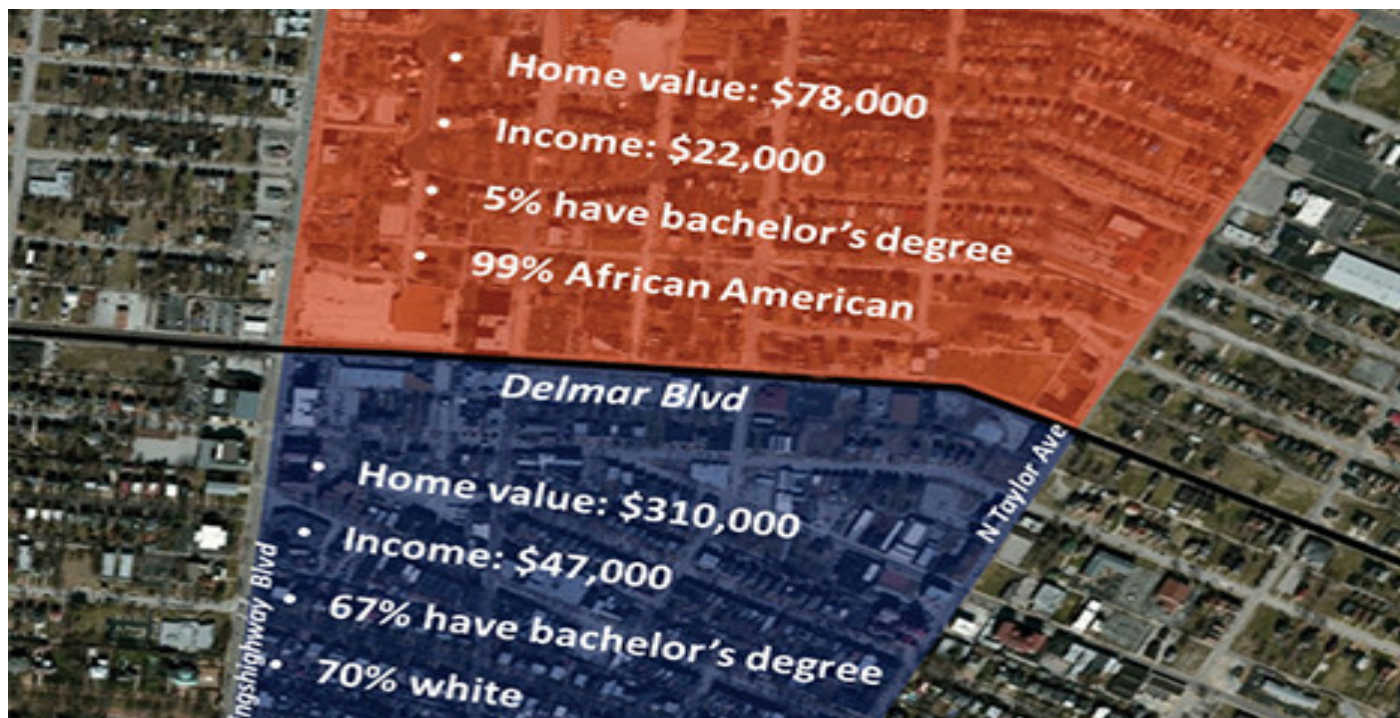 • Home value: $78,000
• Income: $22,000
• 5% have bachelor's degree
• 99% African American
Delmar Blvd
N Taylor Ave
• Home value: $310,000
• Income: $47,000
• 67% have bachelor's degree
• 70% white
ngshighway Blvd